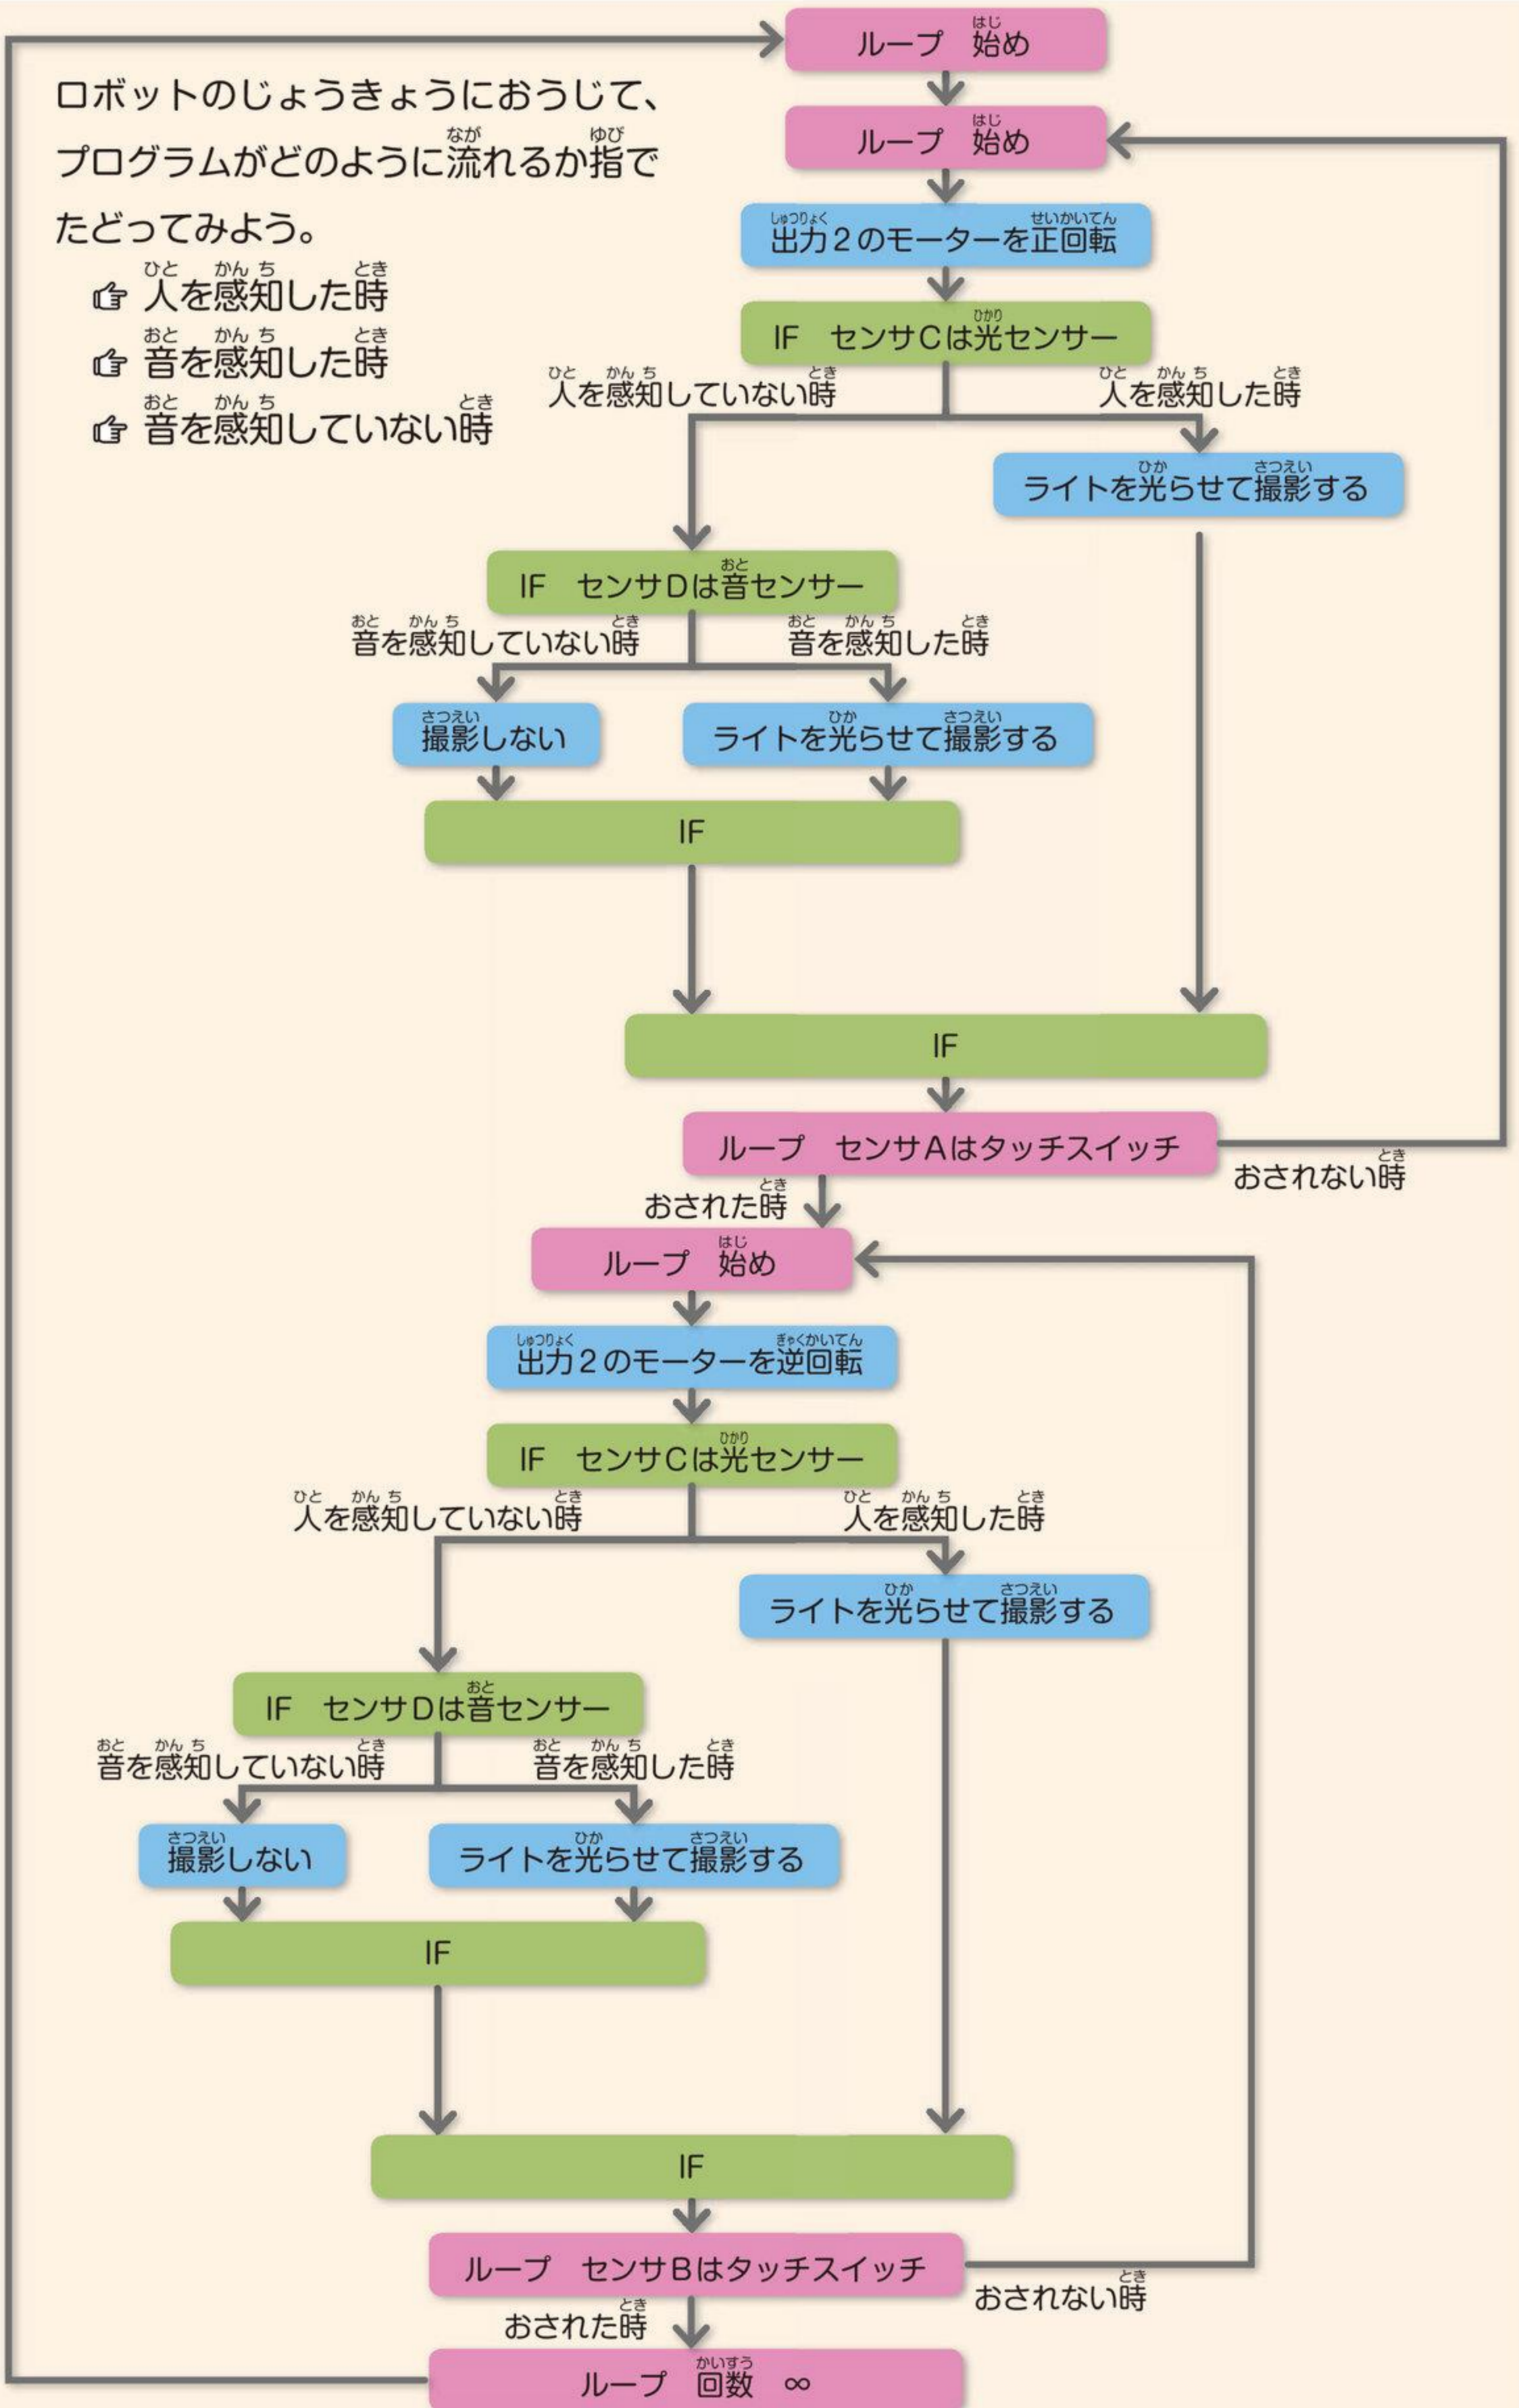 ループ 始め
ロボットのじょうきょうにおうじて、
プログラムがどのように流れるか指で
たどってみよう。
☞ 人を感知した時
☞ 音を感知した時
☞ 音を感知していない時
ループ 始め
出力2のモーターを正回転
IF センサCは光センサー
人を感知していない時
人を感知した時
ライトを光らせて撮影する
IF センサDは音センサー
音を感知していない時
音を感知した時
撮影しない
ライトを光らせて撮影する
IF
IF
ループ センサAはタッチスイッチ
おされない時
おされた時
ループ 始め
出力2のモーターを逆回転
IF センサCは光センサー
人を感知していない時
人を感知した時
ライトを光らせて撮影する
IF センサDは音センサー
音を感知していない時
音を感知した時
撮影しない
ライトを光らせて撮影する
IF
IF
ループ センサBはタッチスイッチ
おされない時
おされた時
ループ 回数 ∞